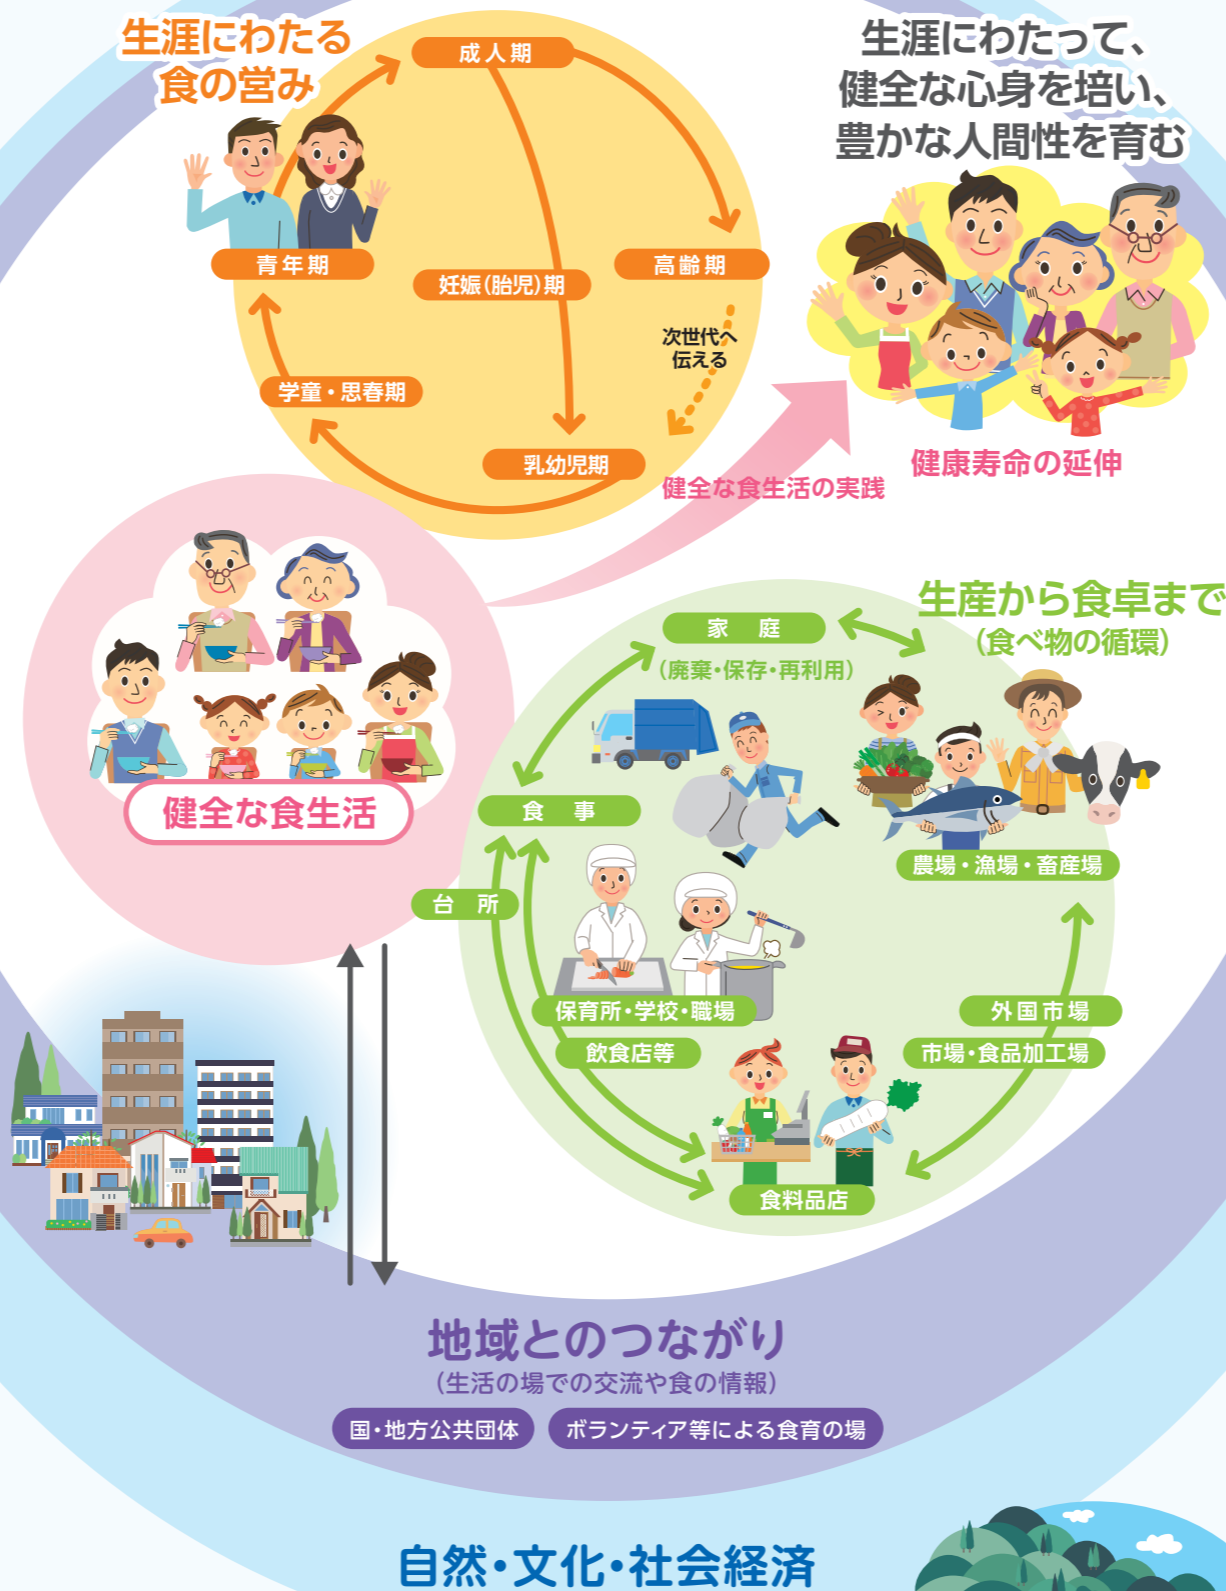 生涯にわたる
食の営み
成人期
青年期
妊娠(胎児)期
高齢期
次世代へ
伝える
学童・思春期
乳幼児期
生涯にわたって、
健全な心身を培い、
豊かな人間性を育む
健康寿命の延伸
健全な食生活の実践
健全な食生活
生産から食卓まで
(食べ物の循環)
家 庭
(廃棄・保存・再利用)
食 事
農場・漁場・畜産場
台 所
保育所・学校・職場
飲食店等
外国市場
市場・食品加工場
食料品店
地域とのつながり
(生活の場での交流や食の情報)
国・地方公共団体
ボランティア等による食育の場
自然・文化・社会経済